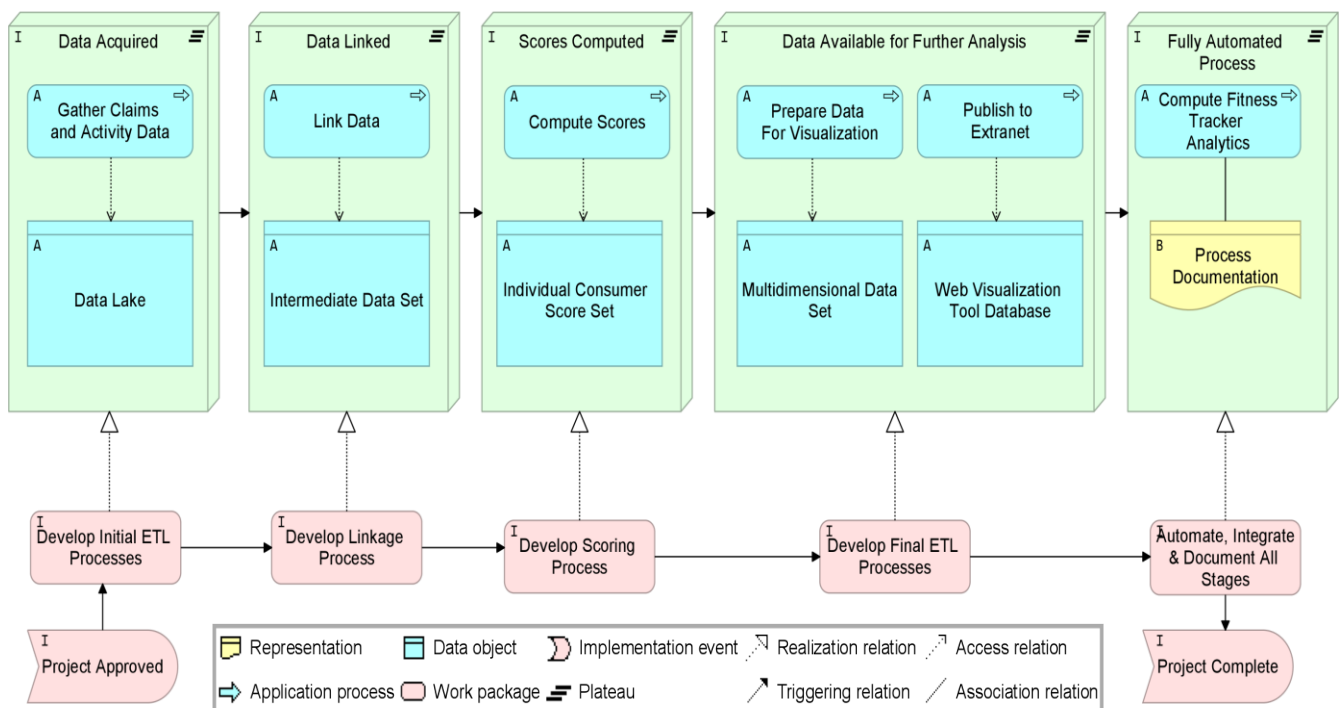 I
Data Acquired
A
Gather Claims
and Activity Data
A
Data Lake
I
Data Linked
A
Link Data
A
Intermediate Data Set
I
Scores Computed
A
Compute Scores
A
Individual Consumer
Score Set
I
Data Available for Further Analysis
A
Prepare Data
For Visualization
A
Publish to
Extranet
A
Multidimensional Data
Set
A
Web Visualization
Tool Database
I
Fully Automated
Process
A
Compute Fitness
Tracker
Analytics
B
Process
Documentation
I
Develop Initial ETL
Processes
I
Develop Linkage
Process
I
Develop Scoring
Process
I
Develop Final ETL
Processes
I
Automate, Integrate
& Document All
Stages
I
Project Approved
I
Project Complete
Representation
Data object
Implementation event
Realization relation
Access relation
Application process
Work package
Plateau
Triggering relation
Association relation